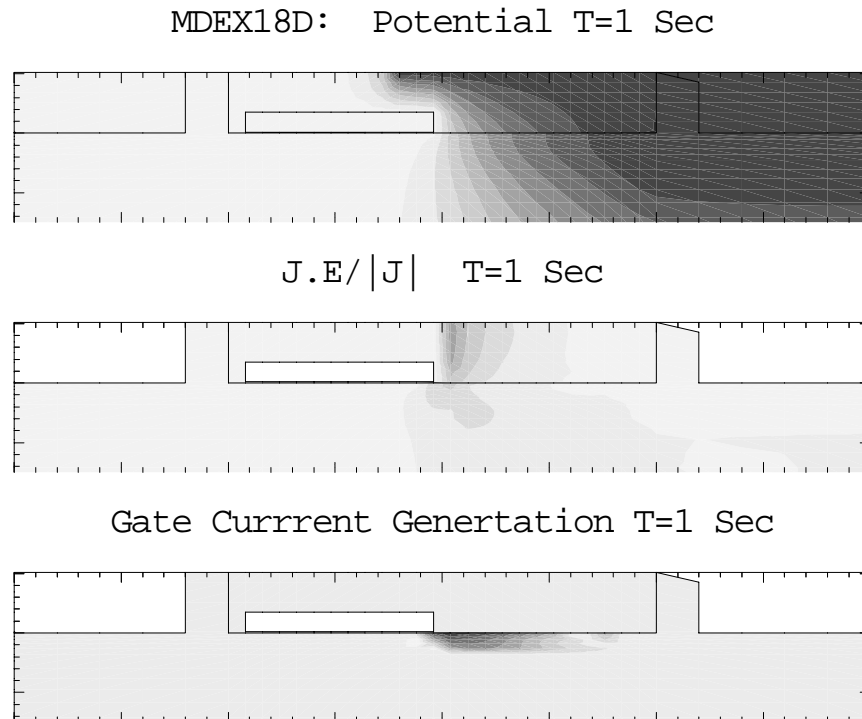 MDEX18D: Potential T=1 Sec
J.E/|J| T=1 Sec
Gate Currrent Genertation T=1 Sec